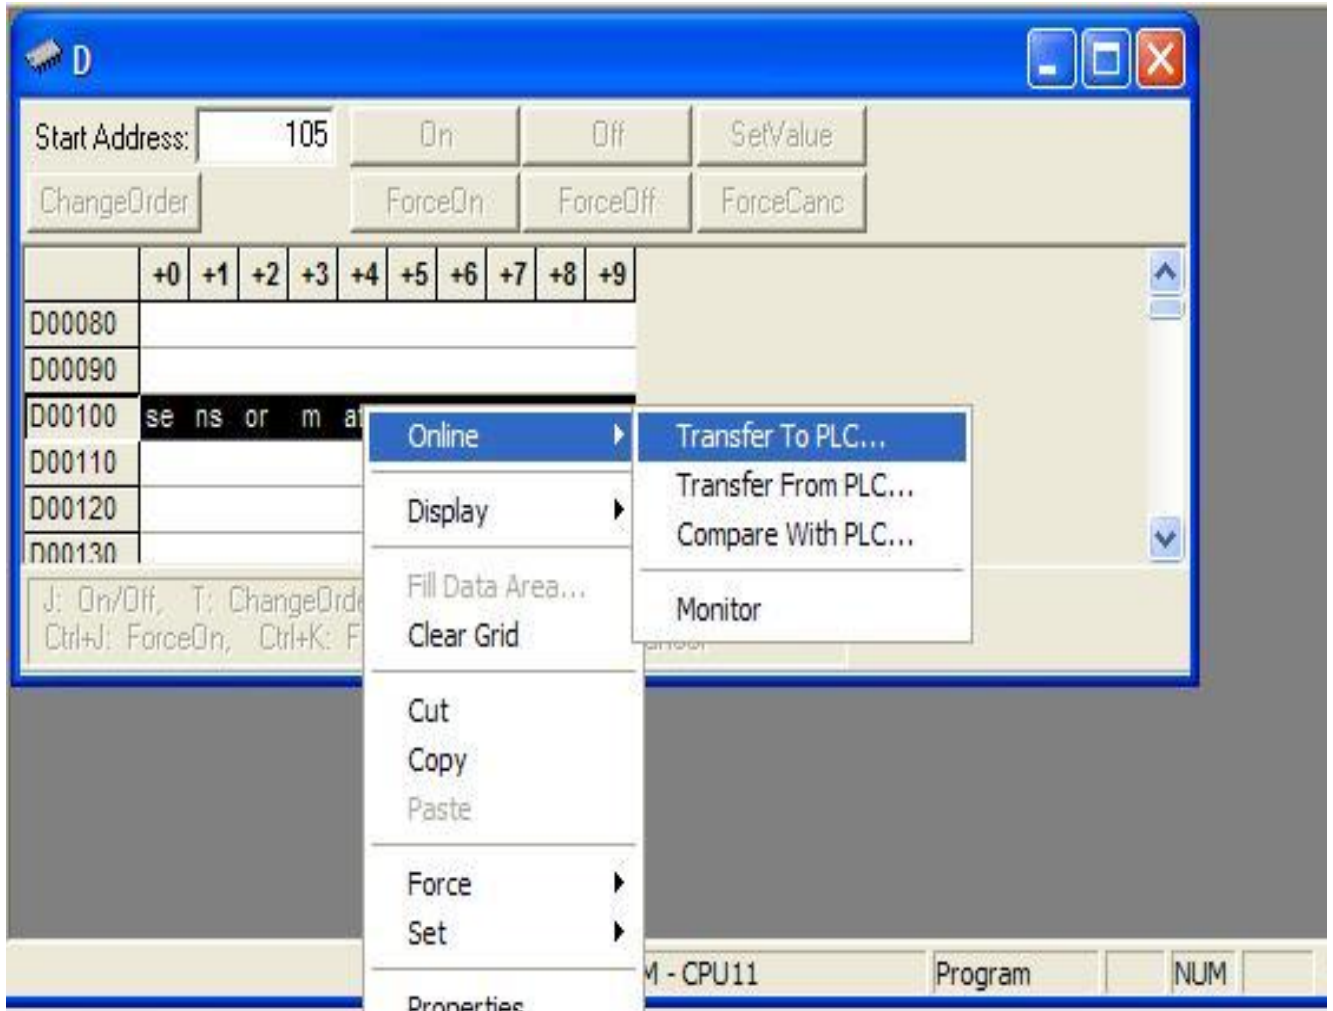 D
Start Address: 105 On Off SetValue
ChangeOrder ForceOn ForceOff ForceCanc
+0 +1 +2 +3 +4 +5 +6 +7 +8 +9
D00080
D00090
D00100 se ns or m
D00110
D00120
D00130
J: On/Off, T:
Ctrl+J: ForceOn, Ctrl+K:
Online
Display
Fill Data Area...
Clear Grid
Cut
Copy
Paste
Force
Set
Properties
Transfer To PLC...
Transfer From PLC...
Compare With PLC...
Monitor
- CPU11 Program NUM